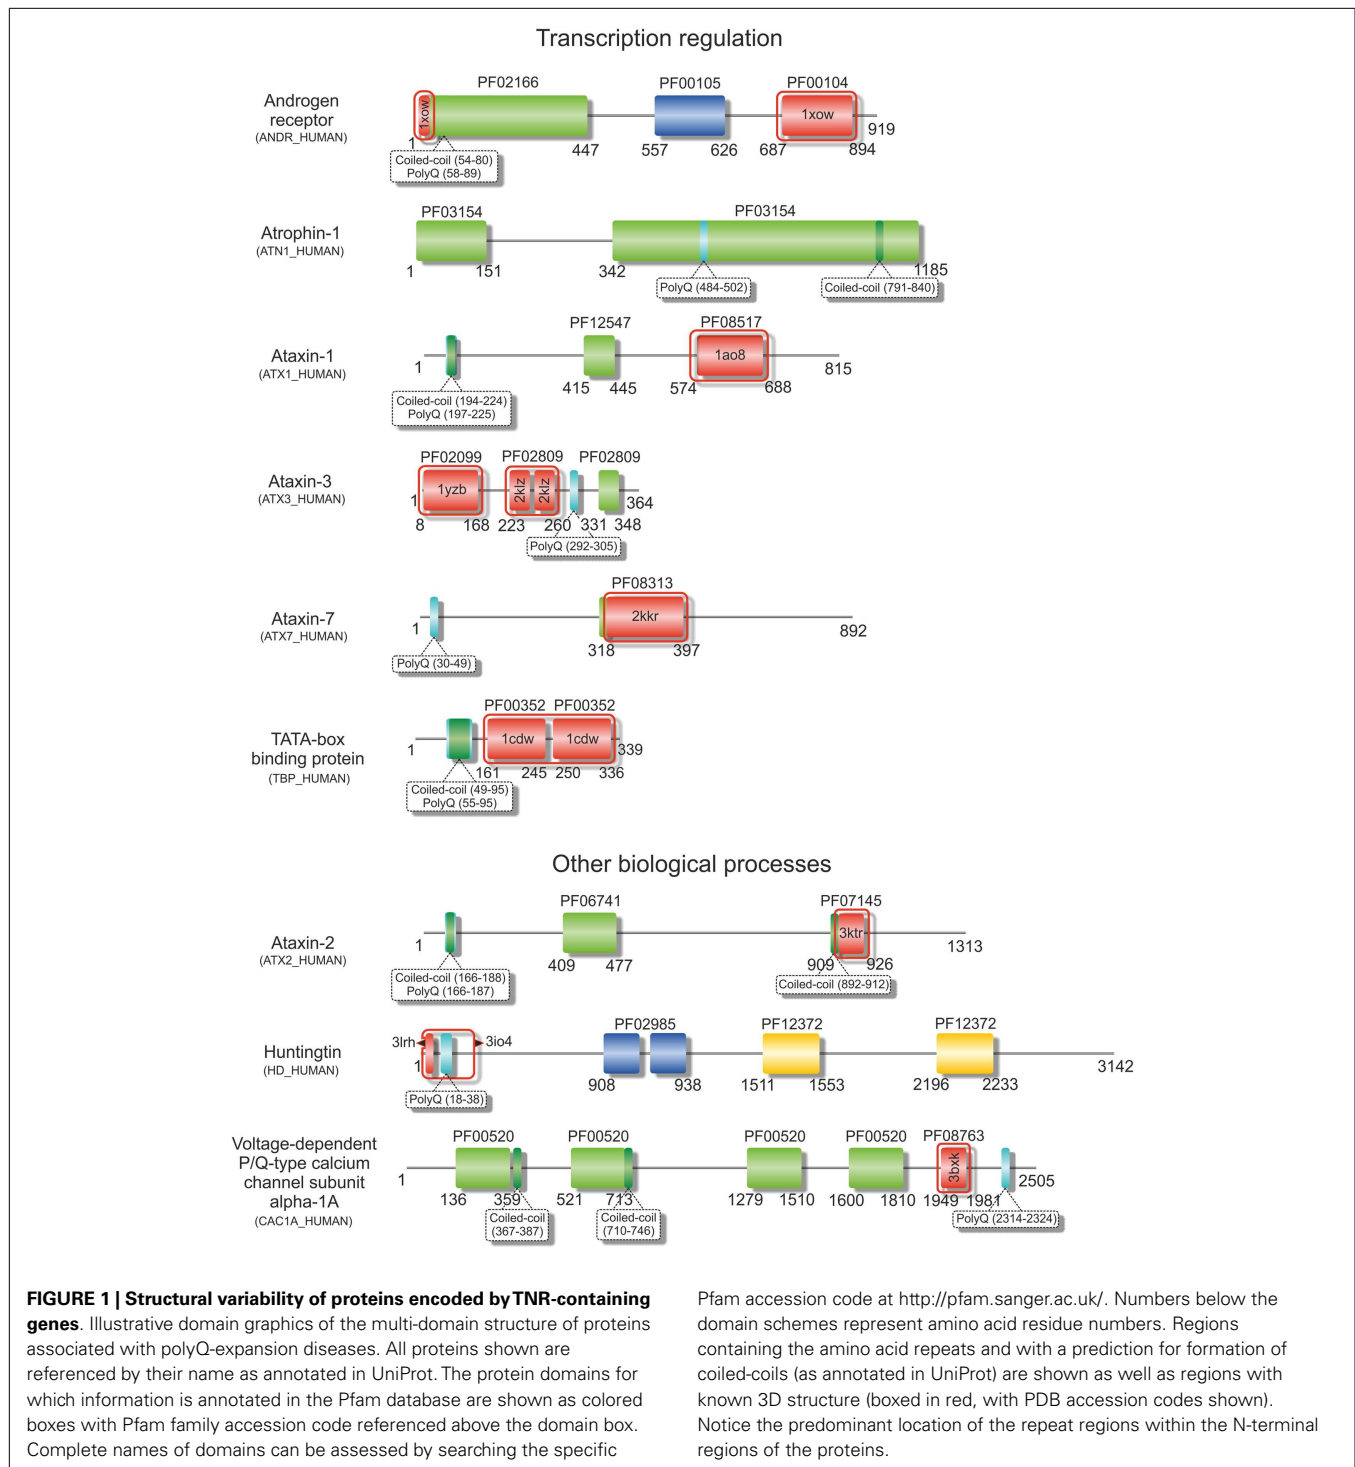 Transcription regulation
PF02166
PF00105
PF00104
Androgen
receptor
(ANDR_HUMAN)
1xow
1xow
1
447
557
626
687
894
919
Coiled-coil (54-80)
PolyQ (58-89)
PF03154
PF03154
Atrophin-1
(ATN1_HUMAN)
1
151
342
1185
PolyQ (484-502)
Coiled-coil (791-840)
PF12547
PF08517
Ataxin-1
(ATX1_HUMAN)
1ao8
1
415
445
574
688
815
Coiled-coil (194-224)
PolyQ (197-225)
PF02099
PF02809
PF02809
Ataxin-3
(ATX3_HUMAN)
1yzb
2klz
2klz
1
364
8
168
223
260
331
348
PolyQ (292-305)
PF08313
Ataxin-7
(ATX7_HUMAN)
2kkr
1
318
397
892
PolyQ (30-49)
PF00352
PF00352
TATA-box
binding protein
(TBP_HUMAN)
1cdw
1cdw
1
339
161
245
250
336
Coiled-coil (49-95)
PolyQ (55-95)
Other biological processes
PF06741
PF07145
Ataxin-2
(ATX2_HUMAN)
3ktr
1
409
477
909
926
1313
Coiled-coil (166-188)
PolyQ (166-187)
Coiled-coil (892-912)
PF02985
PF12372
PF12372
Huntingtin
(HD_HUMAN)
3lrh
3io4
1
908
938
1511
1553
2196
2233
3142
PolyQ (18-38)
Voltage-dependent
P/Q-type calcium
channel subunit
alpha-1A
(CAC1A_HUMAN)
PF00520
PF00520
PF00520
PF00520
PF08763
3bxk
1
136
359
521
713
1279
1510
1600
1810
1949
1981
2505
Coiled-coil
(367-387)
Coiled-coil
(710-746)
PolyQ (2314-2324)
FIGURE 1 | Structural variability of proteins encoded by TNR-containing
genes. Illustrative domain graphics of the multi-domain structure of proteins
associated with polyQ-expansion diseases. All proteins shown are
referenced by their name as annotated in UniProt. The protein domains for
which information is annotated in the Pfam database are shown as colored
boxes with Pfam family accession code referenced above the domain box.
Complete names of domains can be assessed by searching the specific
Pfam accession code at http://pfam.sanger.ac.uk/. Numbers below the
domain schemes represent amino acid residue numbers. Regions
containing the amino acid repeats and with a prediction for formation of
coiled-coils (as annotated in UniProt) are shown as well as regions with
known 3D structure (boxed in red, with PDB accession codes shown).
Notice the predominant location of the repeat regions within the N-terminal
regions of the proteins.